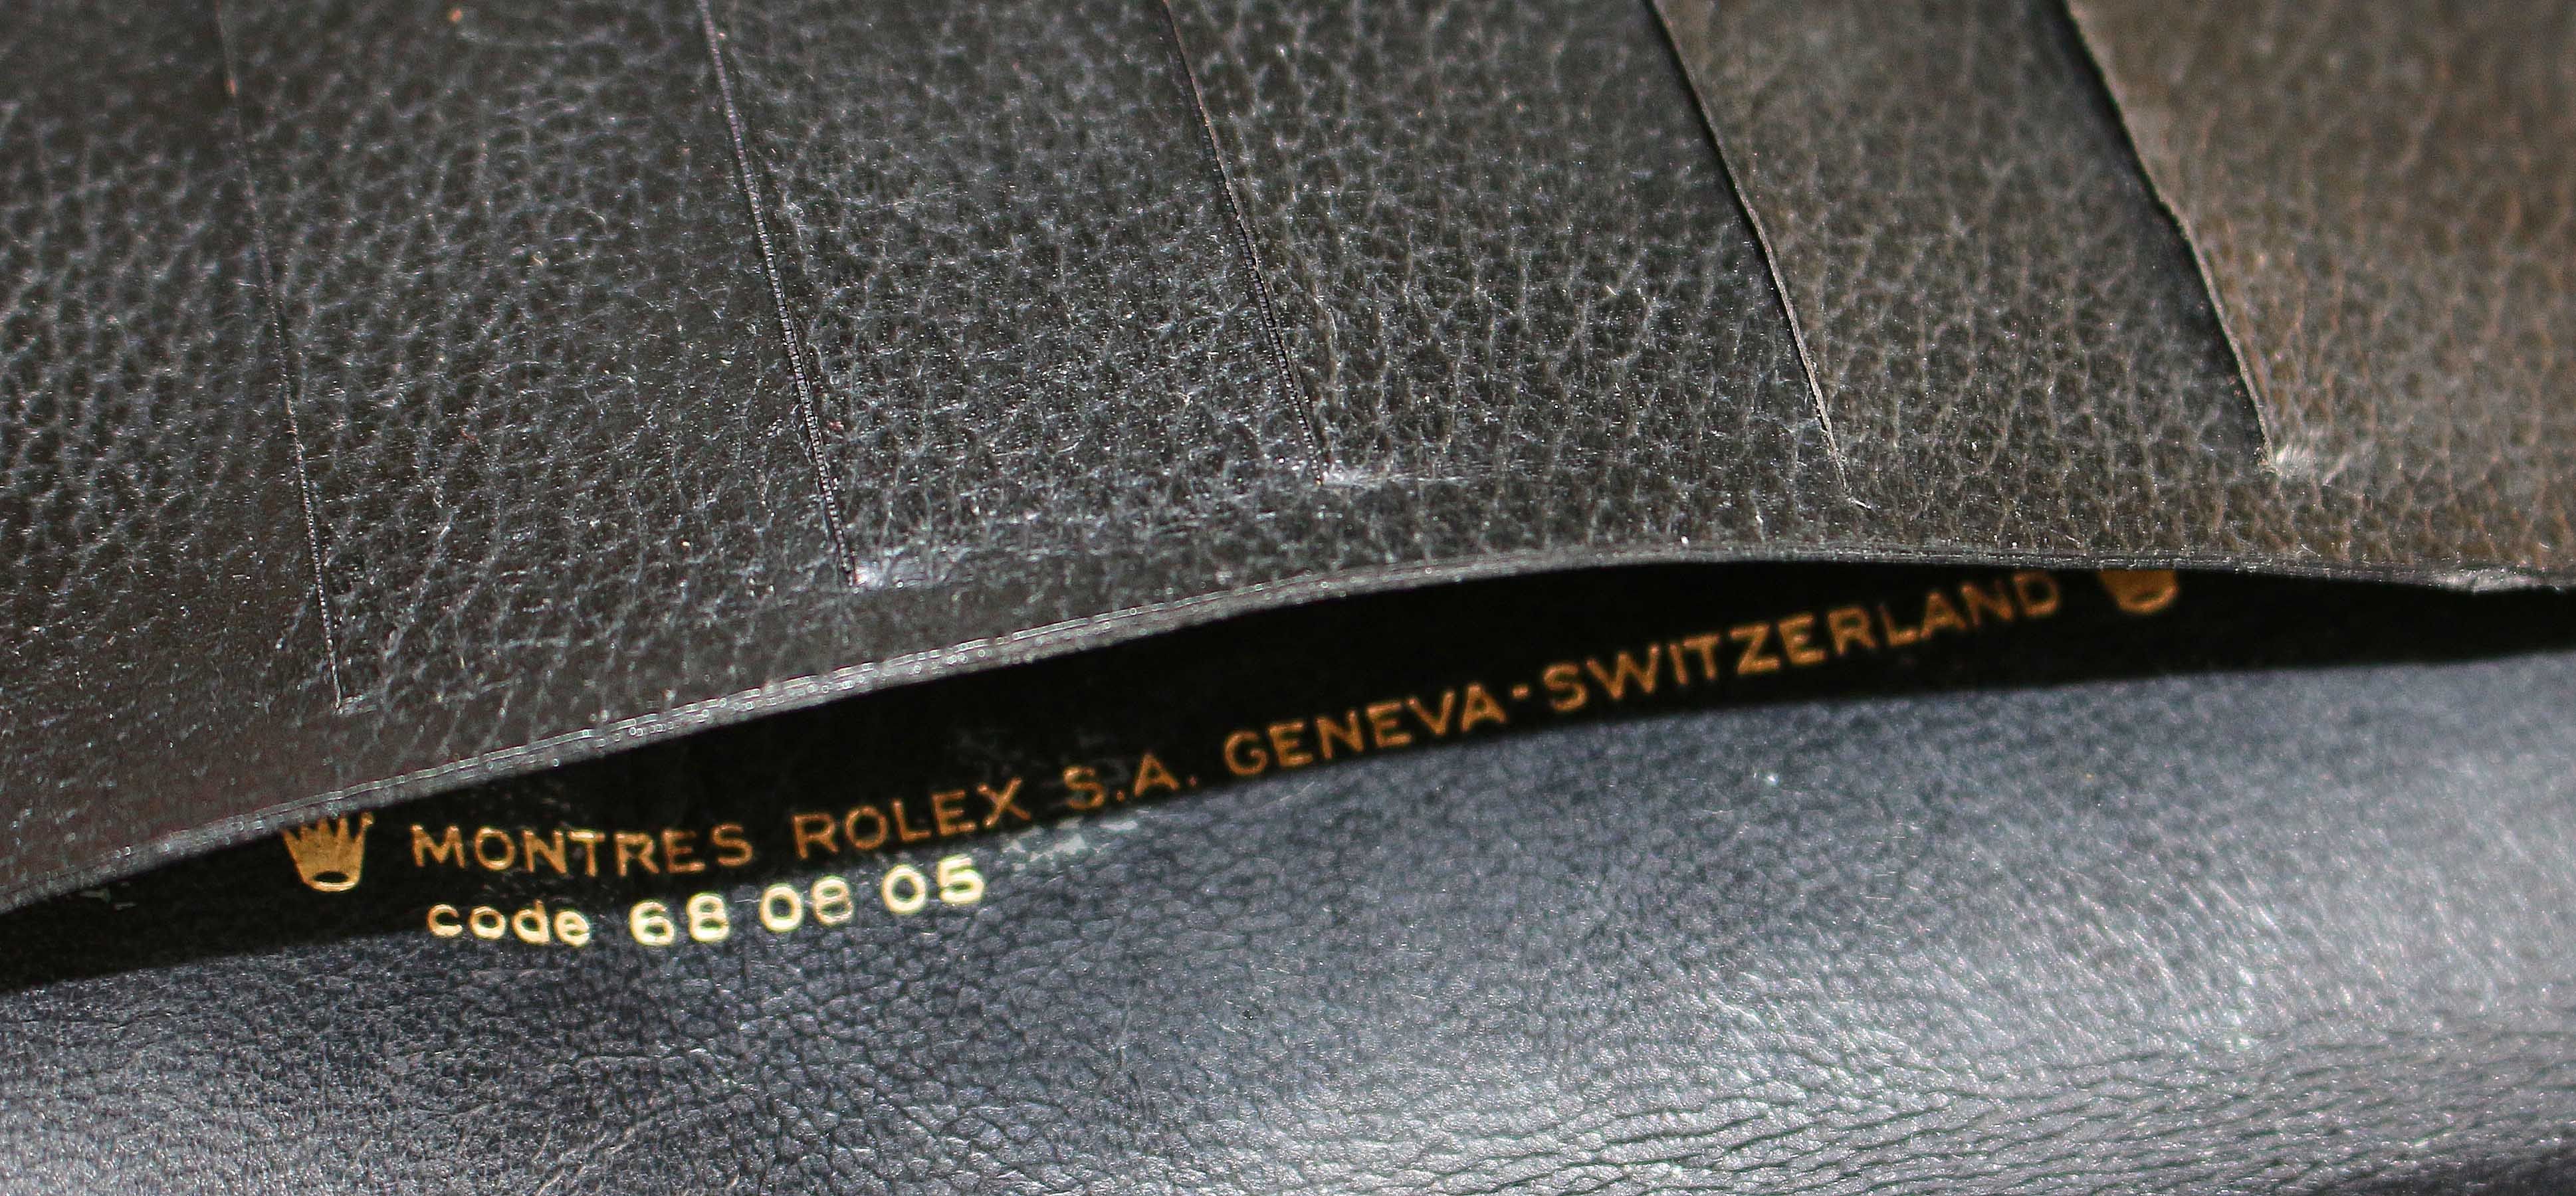 MONTRES ROLEX S.A. GENEVA-SWITZERLAND
code 68 08 05